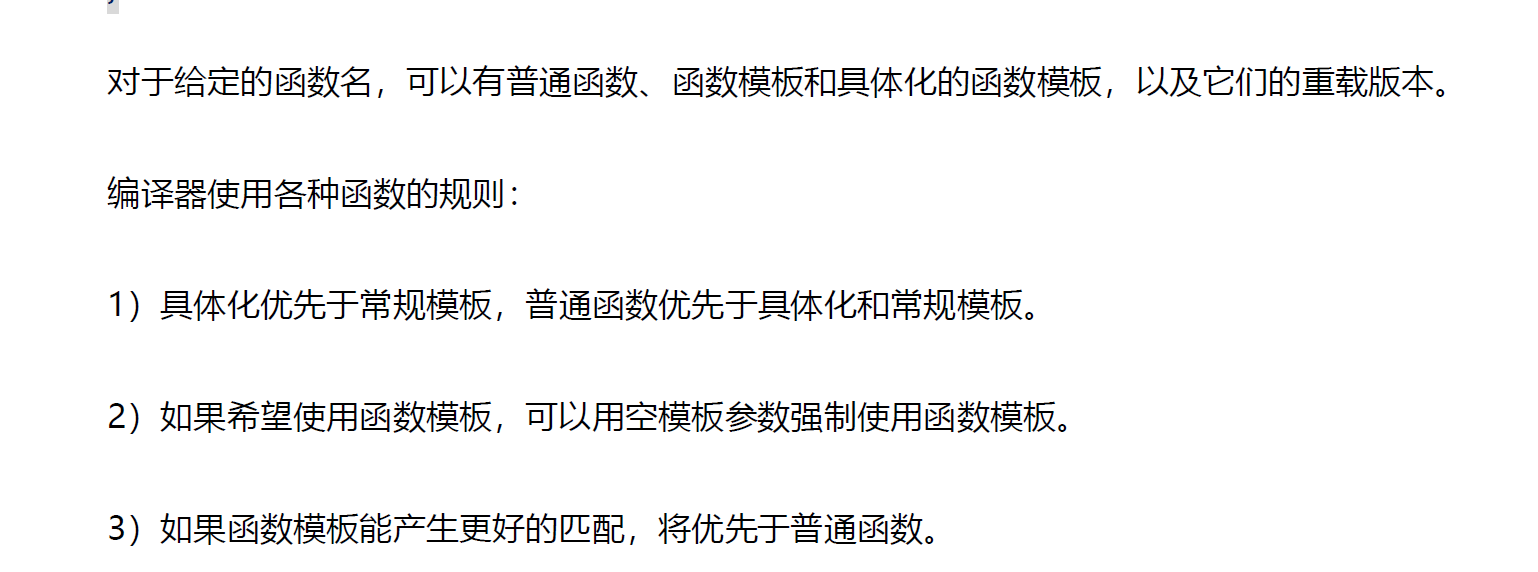 对于给定的函数名，可以有普通函数、函数模板和具体化的函数模板，以及它们的重载版本。
编译器使用各种函数的规则：
1）具体化优先于常规模板，普通函数优先于具体化和常规模板。
2）如果希望使用函数模板，可以用空模板参数强制使用函数模板。
3）如果函数模板能产生更好的匹配，将优先于普通函数。